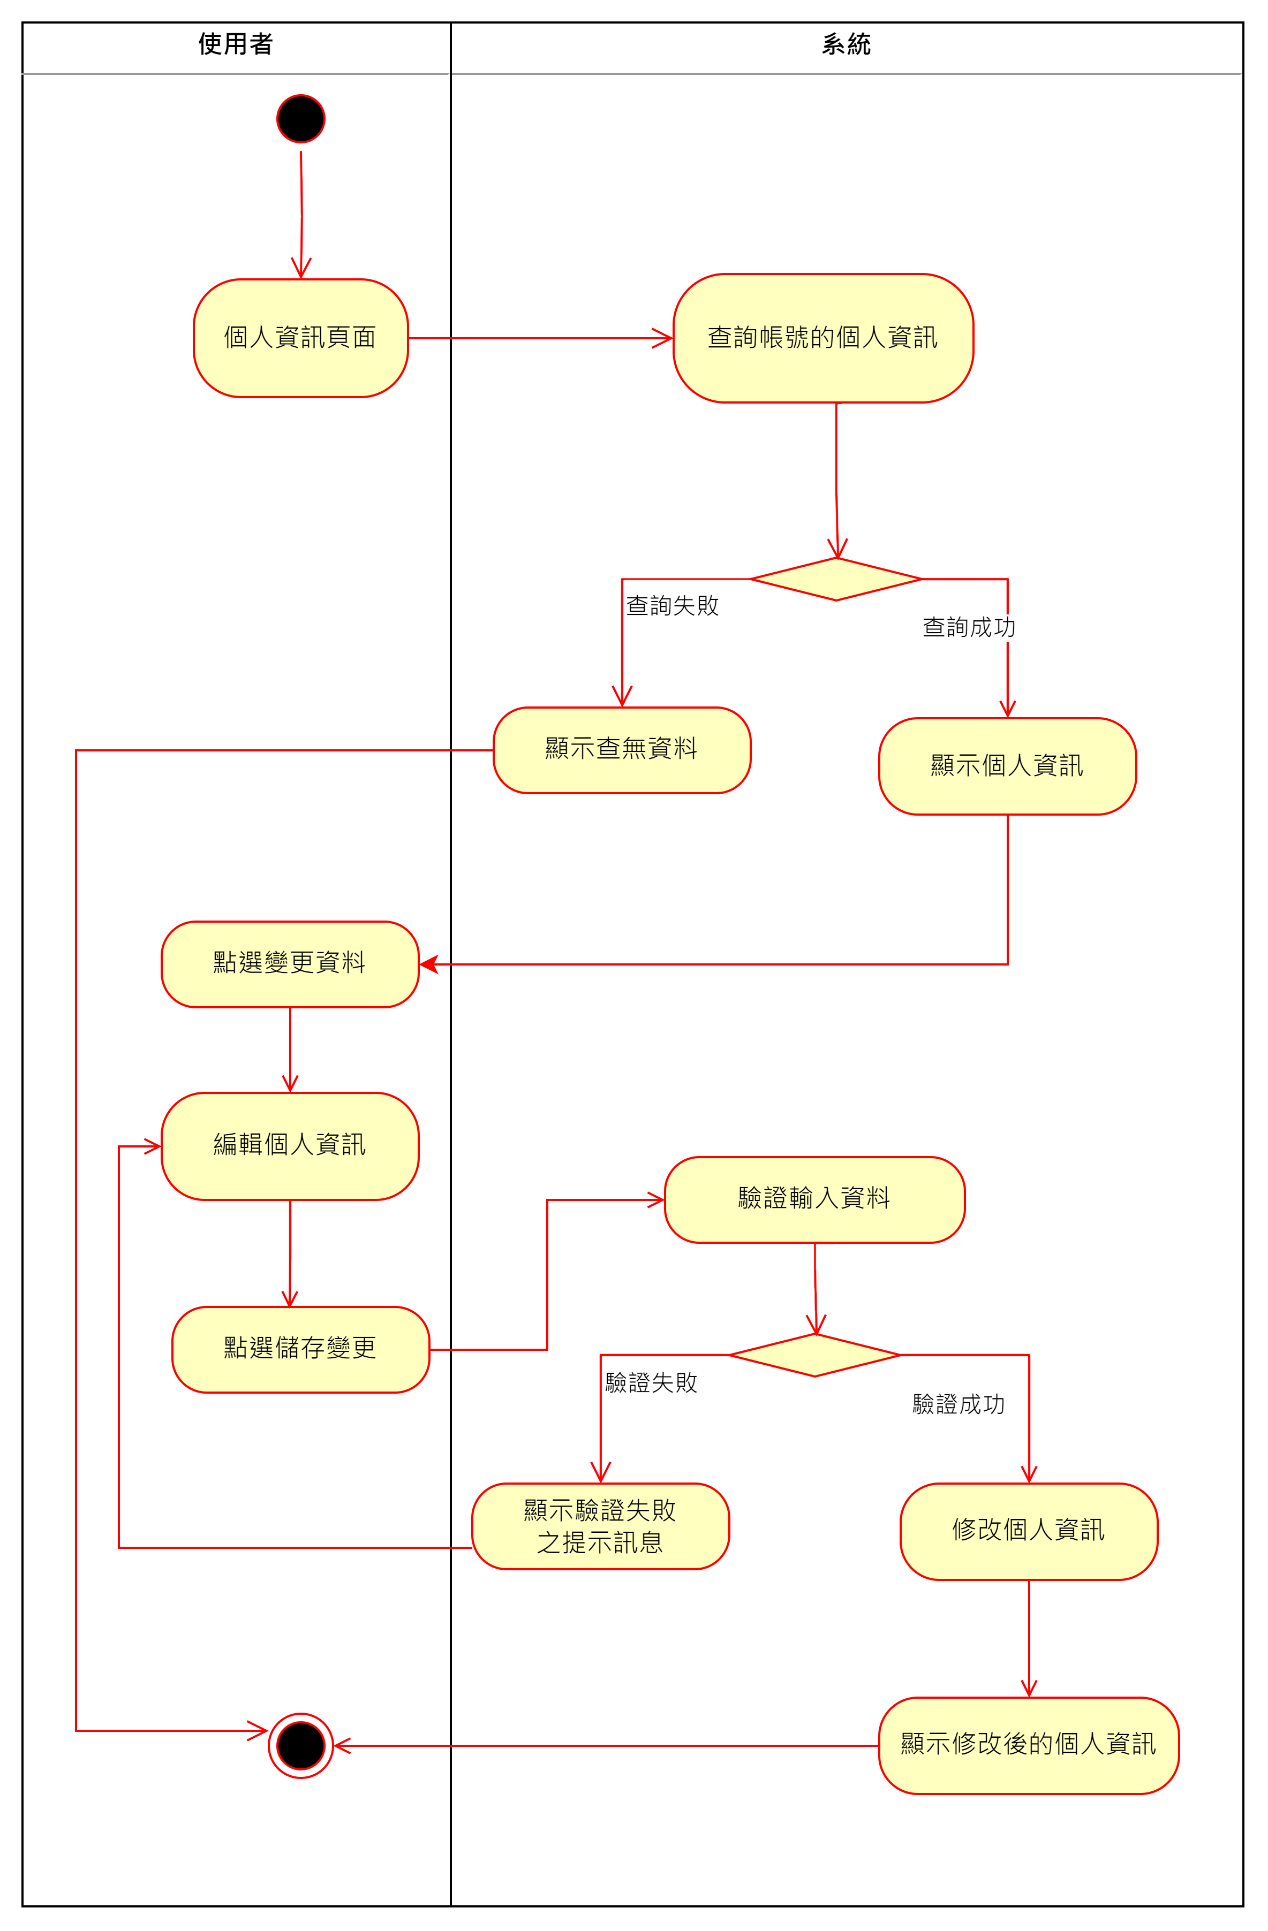 使用者
系統
個人資訊頁面
查詢帳號的個人資訊
查詢失敗
查詢成功
顯示查無資料
顯示個人資訊
點選變更資料
編輯個人資訊
驗證輸入資料
點選儲存變更
驗證失敗
驗證成功
顯示驗證失敗
之提示訊息
修改個人資訊
顯示修改後的個人資訊